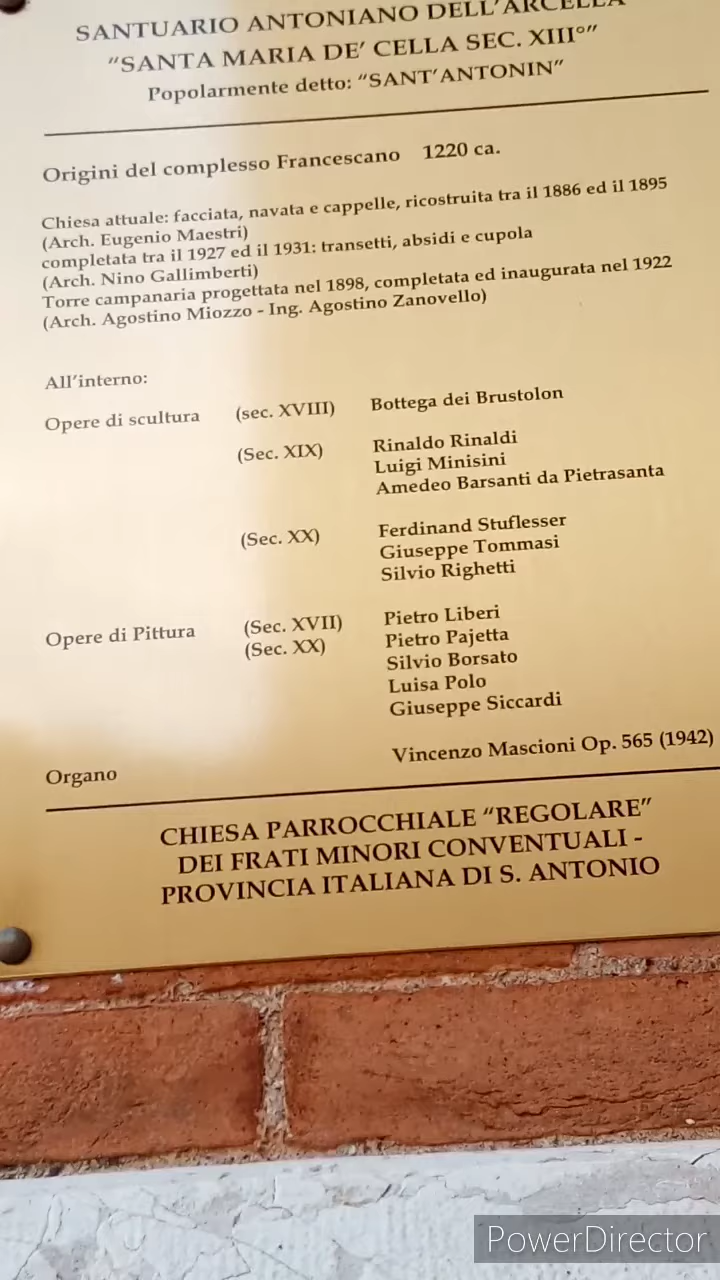 SANTUARIO ANTONIANO DELL'ARCELLA
"SANTA MARIA DE' CELLA SEC. XIII°"
Popolarmente detto: "SANT'ANTONIN"
Origini del complesso Francescano 1220 ca.
Chiesa attuale: facciata, navata e cappelle, ricostruita tra il 1886 ed il 1895
(Arch. Eugenio Maestri)
completata tra il 1927 ed il 1931: transetti, absidi e cupola
(Arch. Nino Gallimberti)
Torre campanaria progettata nel 1898, completata ed inaugurata nel 1922
(Arch. Agostino Miozzo - Ing. Agostino Zanovello)
All'interno:
Opere di scultura (sec. XVIII) Bottega dei Brustolon
(Sec. XIX) Rinaldo Rinaldi
Luigi Minisini
Amedeo Barsanti da Pietrasanta
(Sec. XX) Ferdinand Stuflesser
Giuseppe Tommasi
Silvio Righetti
Opere di Pittura (Sec. XVII) Pietro Liberi
(Sec. XX) Pietro Pajetta
Silvio Borsato
Luisa Polo
Giuseppe Siccardi
Organo Vincenzo Mascioni Op. 565 (1942)
CHIESA PARROCCHIALE "REGOLARE"
DEI FRATI MINORI CONVENTUALI -
PROVINCIA ITALIANA DI S. ANTONIO
PowerDirector